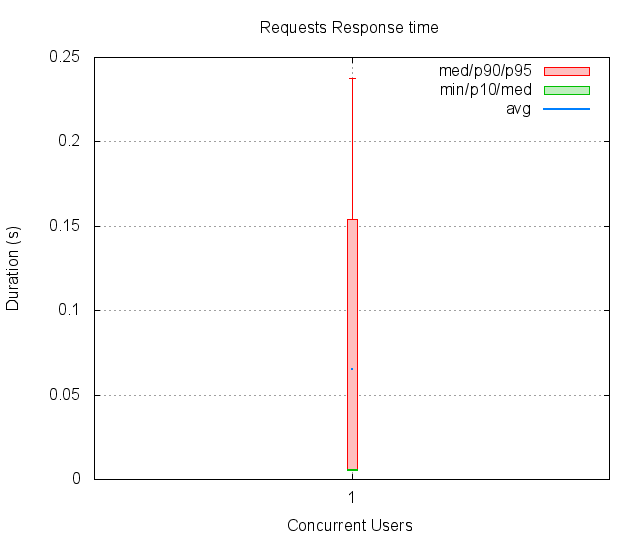 Requests Response time
0.25
med/p90/p95
min/p10/med
avg
0.2
0.15
0.1
0.05
0
Duration (s)
1
Concurrent Users